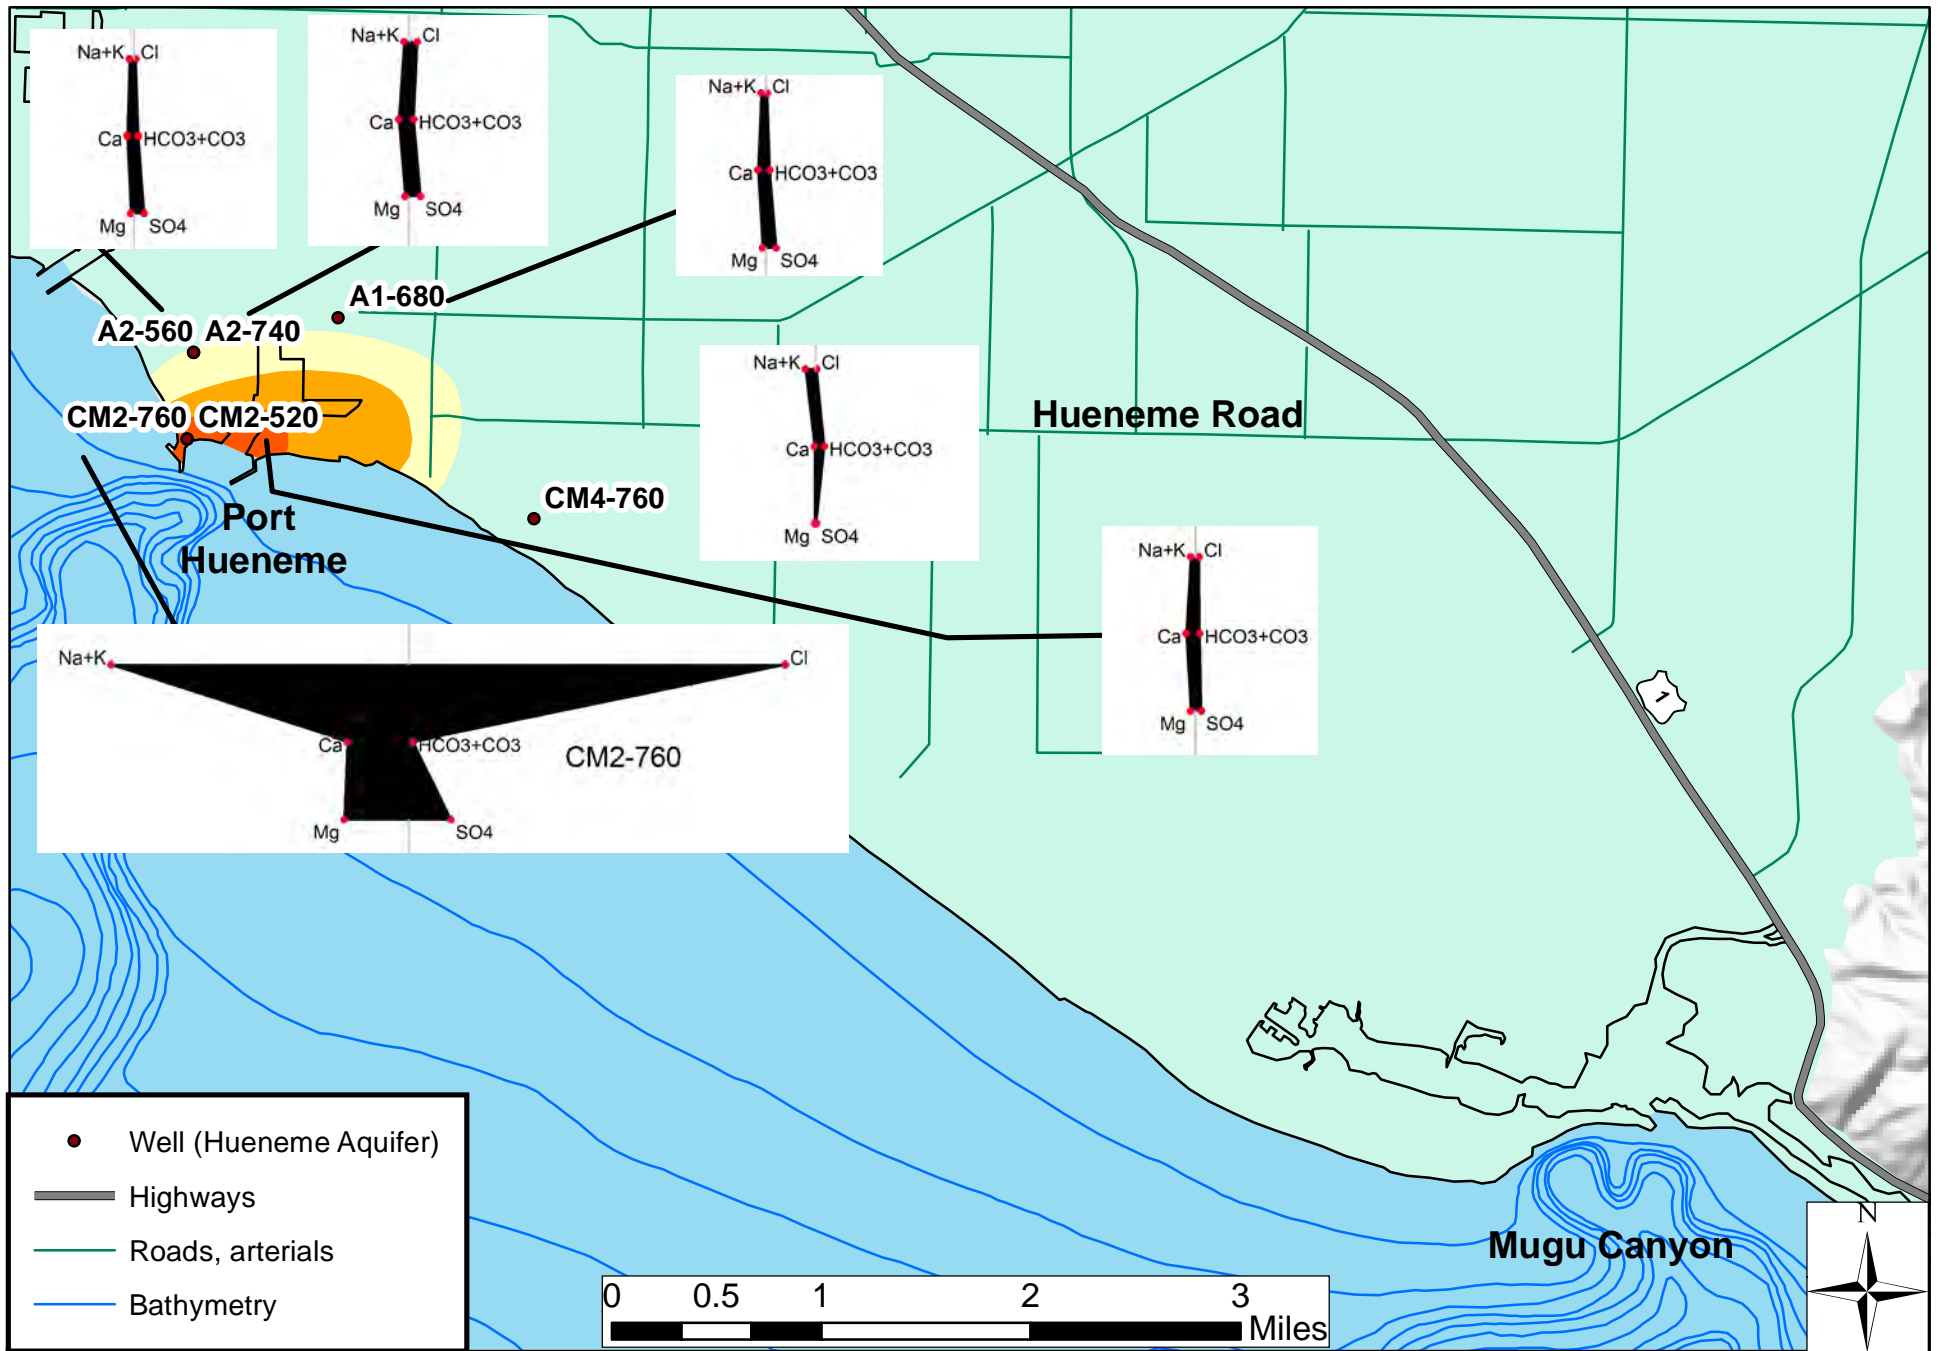 Na+K Cl
Ca HCO3+CO3
Mg SO4
Na+K Cl
Ca HCO3+CO3
Mg SO4
Na+K Cl
Ca HCO3+CO3
Mg SO4
A1-680
A2-560 A2-740
Na+K Cl
Ca HCO3+CO3
Mg SO4
CM2-760 CM2-520
Hueneme Road
CM4-760
Port
Hueneme
Na+K Cl
Ca HCO3+CO3
Mg SO4
Na+K Cl
Ca HCO3+CO3
CM2-760
Mg SO4
1
Well (Hueneme Aquifer)
Highways
Roads, arterials
Bathymetry
0 0.5 1 2 3
Miles
Mugu Canyon
N